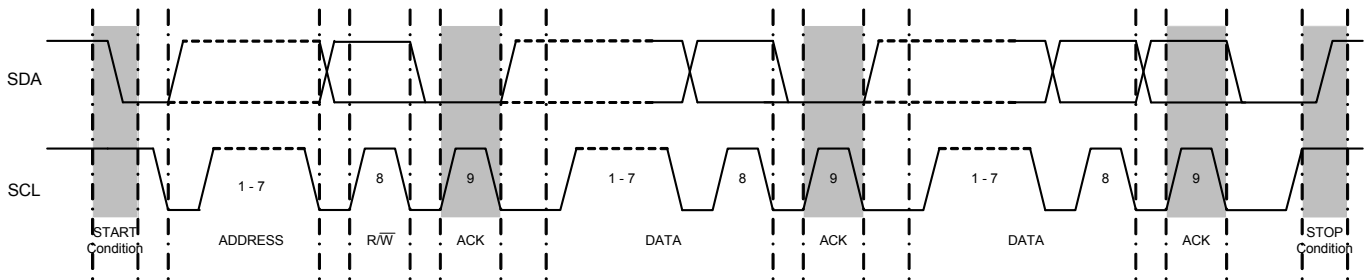 SDA
SCL
1 - 7
8
9
1 - 7
8
9
1 - 7
8
9
START
Condition
ADDRESS
R/W̅
ACK
DATA
ACK
DATA
ACK
STOP
Condition